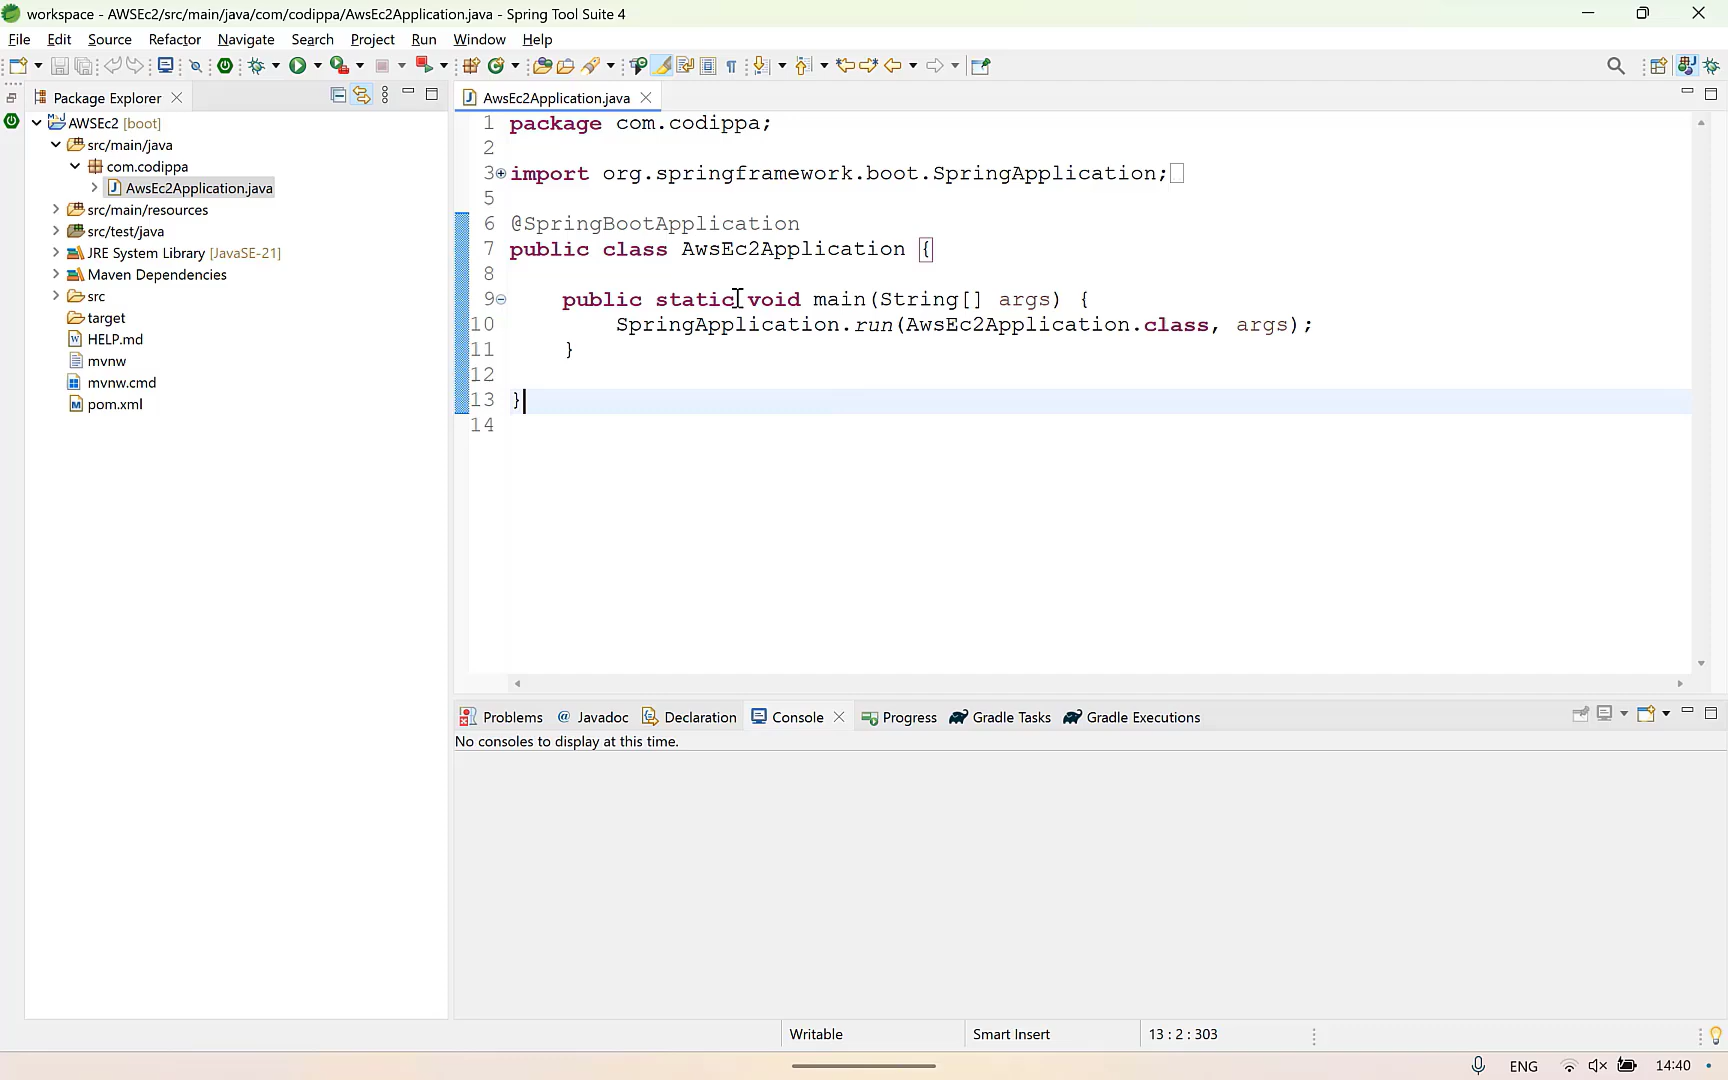 workspace - AWSEc2/src/main/java/com/codippa/AwsEc2Application.java - Spring Tool Suite 4
File Edit Source Refactor Navigate Search Project Run Window Help
Package Explorer
AWSEc2 [boot]
src/main/java
com.codippa
AwsEc2Application.java
src/main/resources
src/test/java
JRE System Library [JavaSE-21]
Maven Dependencies
src
target
HELP.md
mvnw
mvnw.cmd
pom.xml
AwsEc2Application.java
1 package com.codippa;
2
3 import org.springframework.boot.SpringApplication;
5
6 @SpringBootApplication
7 public class AwsEc2Application {
8
9 public static void main(String[] args) {
10 SpringApplication.run(AwsEc2Application.class, args);
11 }
12
13 }
14
Problems @ Javadoc Declaration Console Progress Gradle Tasks Gradle Executions
No consoles to display at this time.
Writable Smart Insert 13 : 2 : 303
ENG 14:40